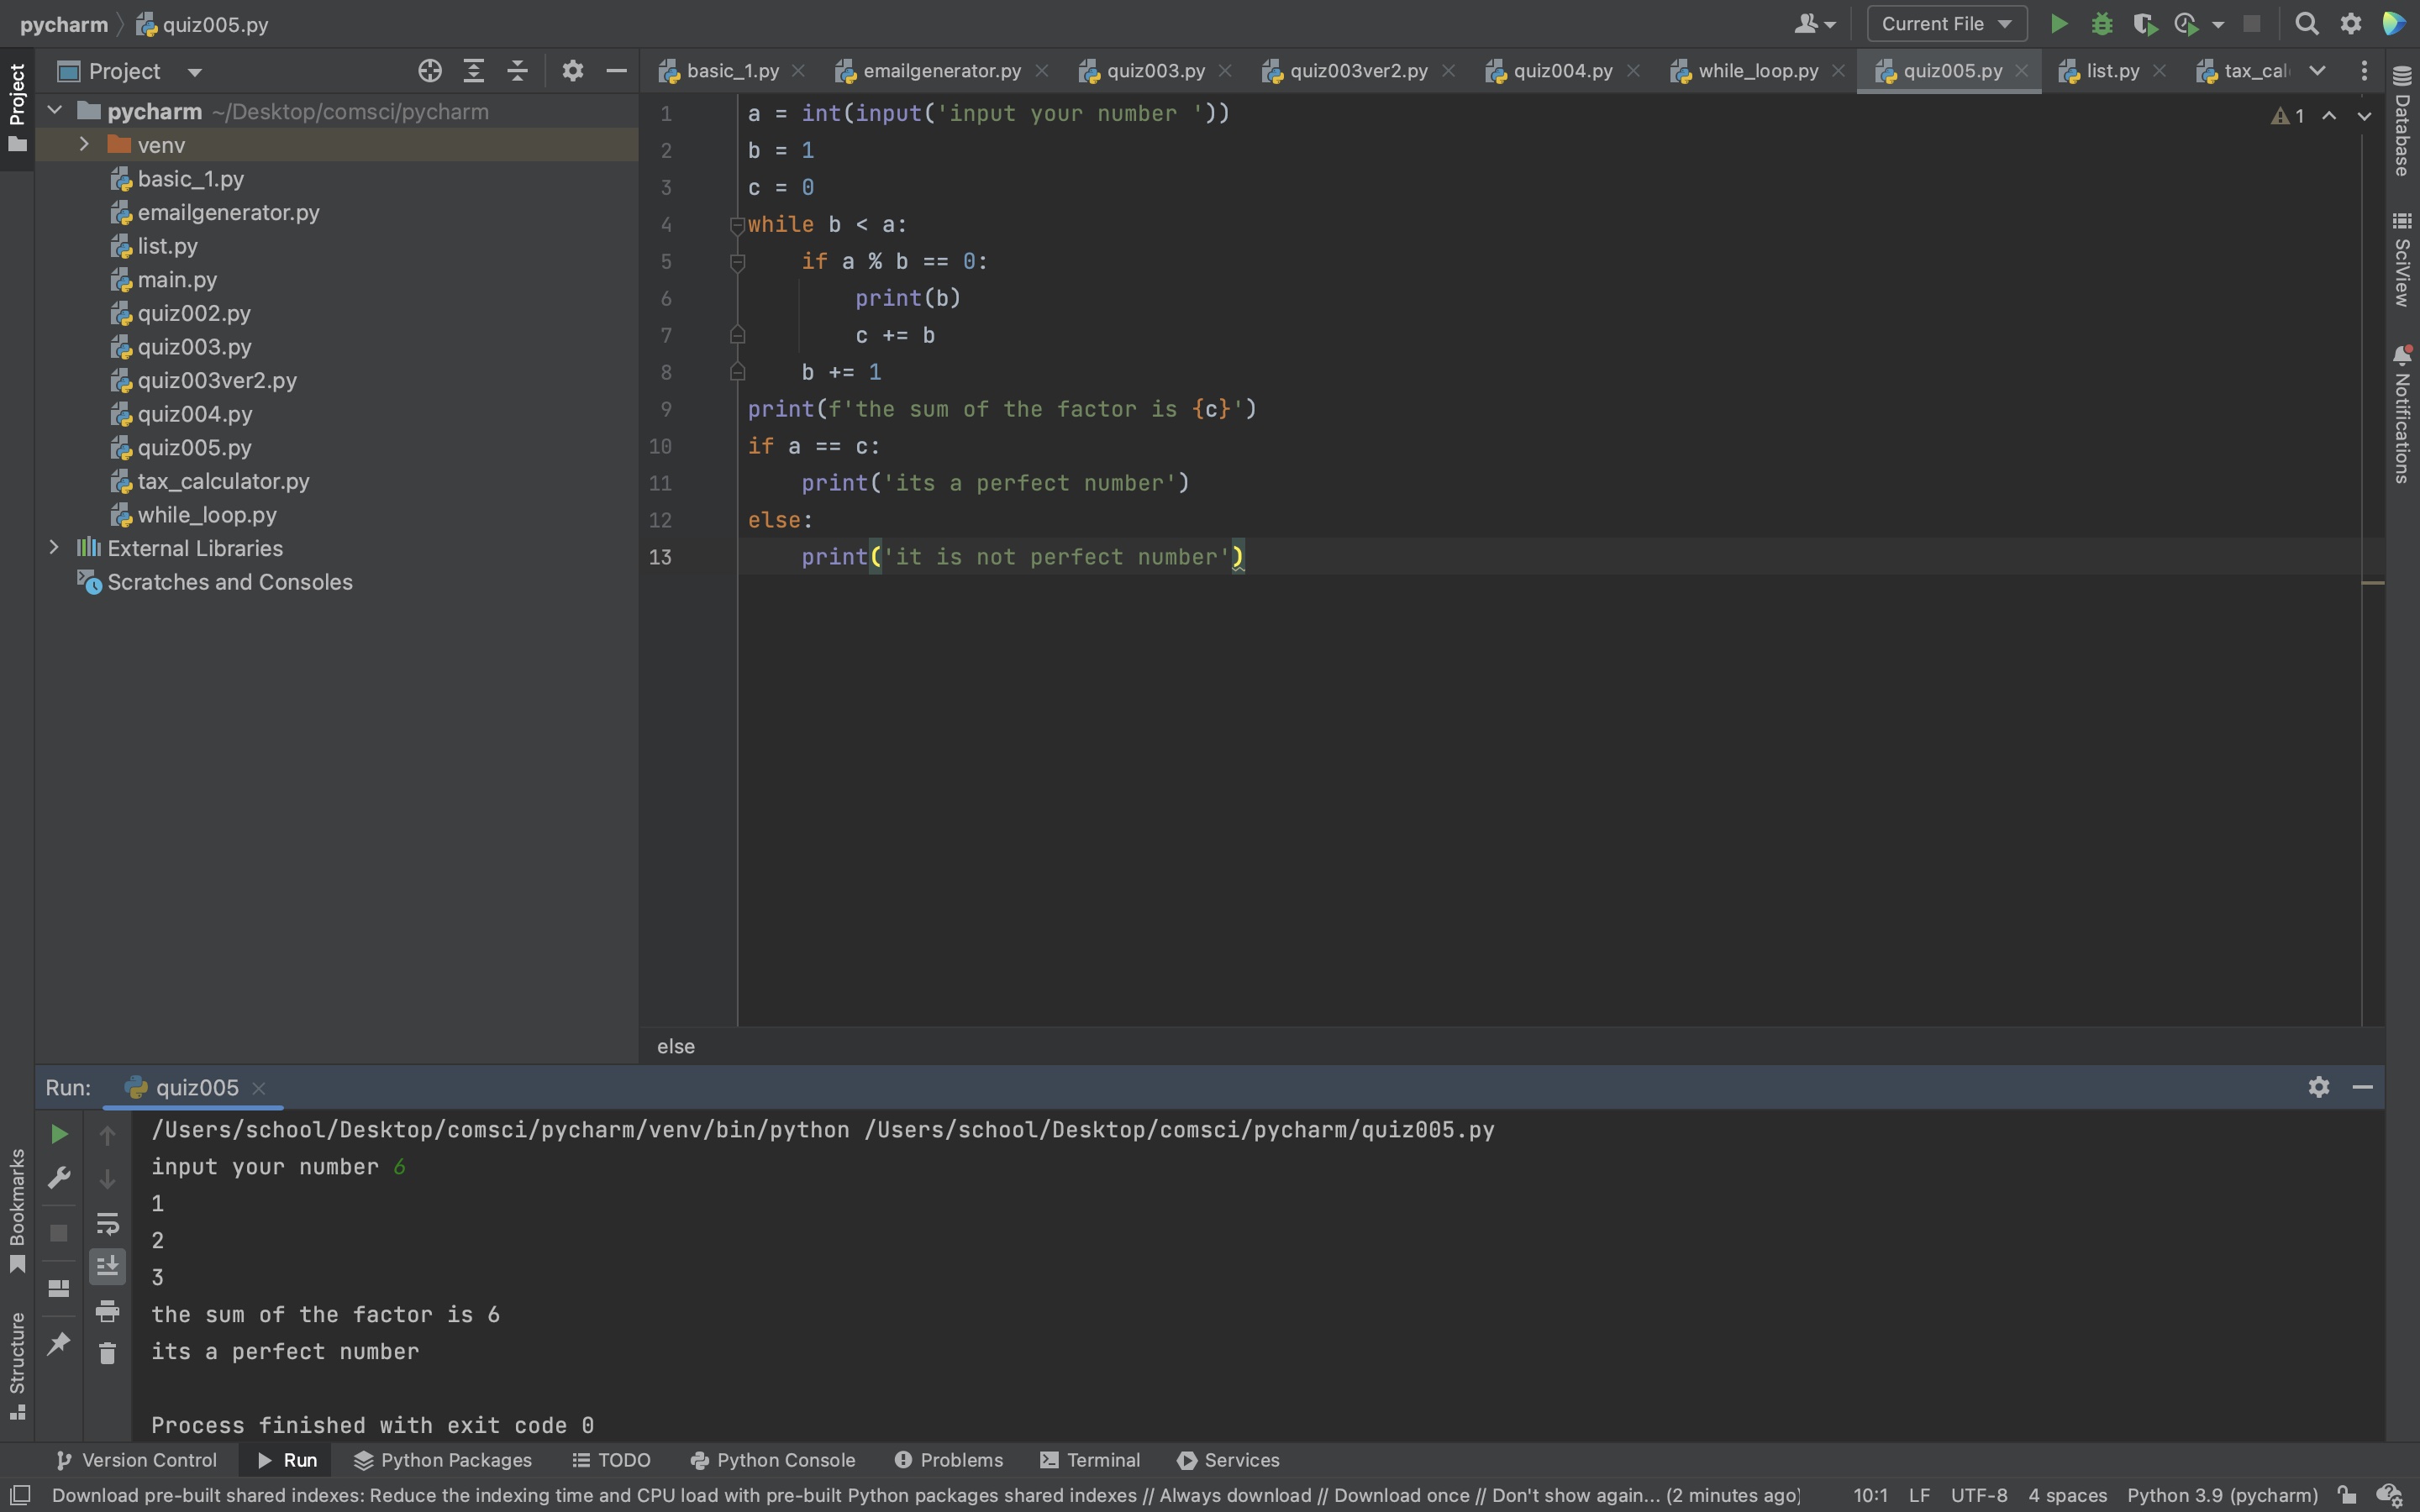 pycharm
quiz005.py
Current File
Project
basic_1.py
emailgenerator.py
quiz003.py
quiz003ver2.py
quiz004.py
while_loop.py
quiz005.py
list.py
tax_cal
Project
pycharm ~/Desktop/comsci/pycharm
venv
basic_1.py
emailgenerator.py
list.py
main.py
quiz002.py
quiz003.py
quiz003ver2.py
quiz004.py
quiz005.py
tax_calculator.py
while_loop.py
External Libraries
Scratches and Consoles
1 a = int(input('input your number '))
2 b = 1
3 c = 0
4 while b < a:
5     if a % b == 0:
6         print(b)
7         c += b
8     b += 1
9 print(f'the sum of the factor is {c}')
10 if a == c:
11     print('its a perfect number')
12 else:
13     print('it is not perfect number')
1
else
Database
SciView
Notifications
Run:
quiz005
/Users/school/Desktop/comsci/pycharm/venv/bin/python /Users/school/Desktop/comsci/pycharm/quiz005.py
input your number 6
1
2
3
the sum of the factor is 6
its a perfect number
Process finished with exit code 0
Bookmarks
Structure
Version Control
Run
Python Packages
TODO
Python Console
Problems
Terminal
Services
Download pre-built shared indexes: Reduce the indexing time and CPU load with pre-built Python packages shared indexes // Always download // Download once // Don't show again... (2 minutes ago)
10:1 LF UTF-8 4 spaces Python 3.9 (pycharm)